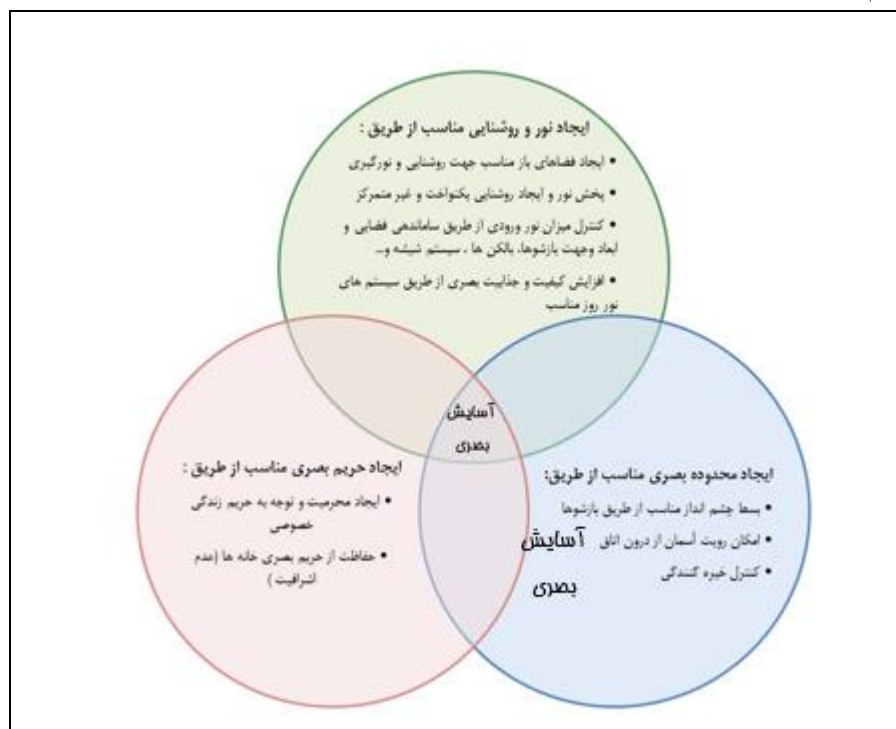 ایجاد نور و روشنایی مناسب از طریق :
• ایجاد فضاهای باز مناسب جهت روشنایی و نورگیری
• پخش نور و ایجاد روشنایی یکنواخت و غیر متمرکز
• کنترل میزان نور ورودی از طریق ساماندهی فضایی و
ابعاد وجهت بازشوها، بالکن ها ، سیستم شیشه و...
• افزایش کیفیت و جذابیت بصری از طریق سیستم های
نور روز مناسب
آسایش
بصری
ایجاد محدوده بصری مناسب از طریق:
• بسط چشم انداز مناسب از طریق بازشوها
• امکان رویت آسمان از درون اتاق
• کنترل خیره کنندگی
آسایش
بصری
ایجاد حریم بصری مناسب از طریق :
• ایجاد محرمیت و توجه به حریم زندگی
خصوصی
• حفاظت از حریم بصری خانه ها (عدم
اشرافیت )